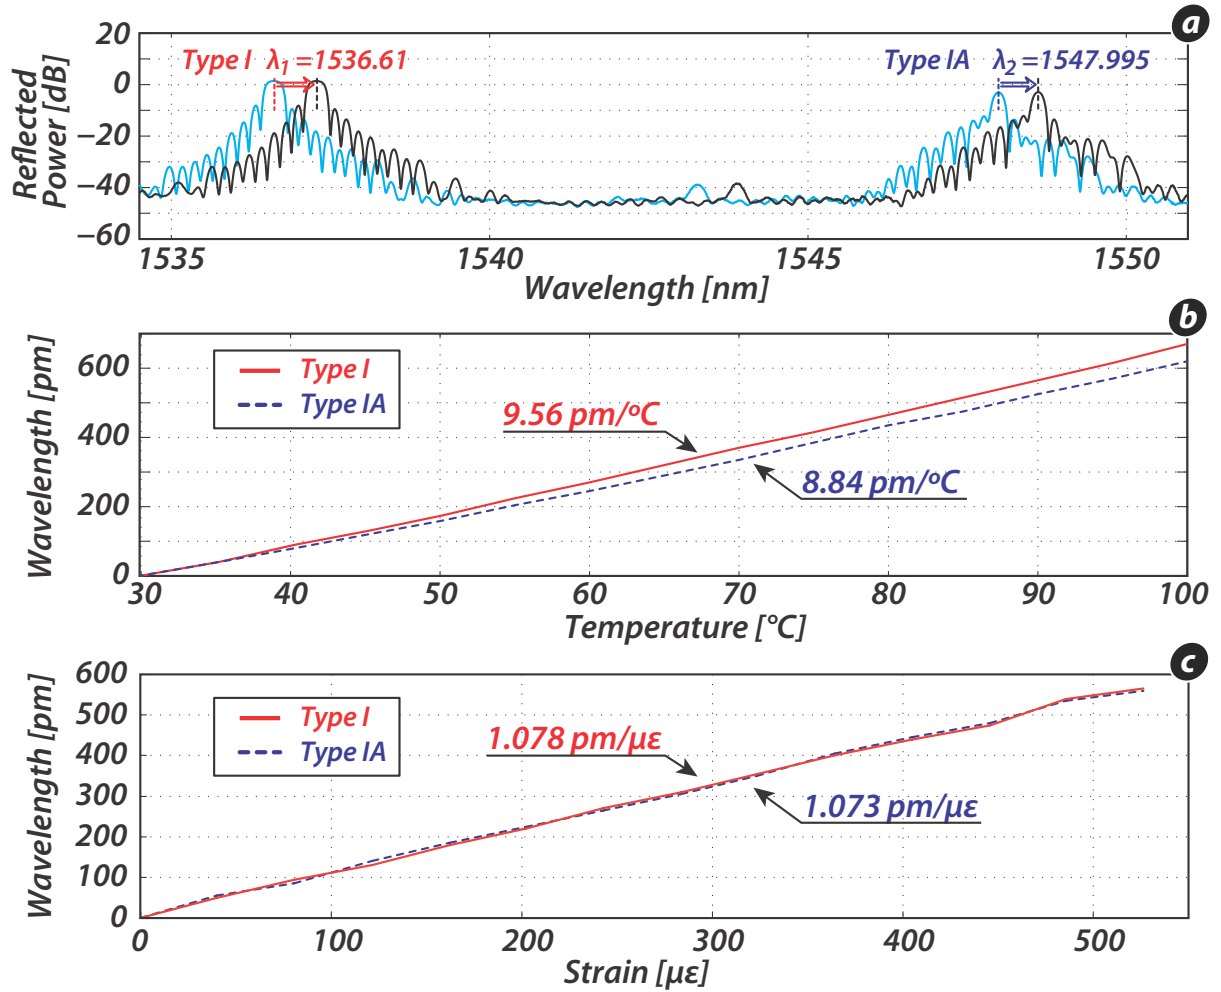 a
20
0
−20
−40
−60
Reflected
Power [dB]
Type I λ1 =1536.61
Type IA λ2 =1547.995
1535 1540 1545 1550
Wavelength [nm]
b
600
400
200
0
Wavelength [pm]
Type I
Type IA
9.56 pm/ºC
8.84 pm/ºC
30 40 50 60 70 80 90 100
Temperature [°C]
c
600
500
400
300
200
100
0
Wavelength [pm]
Type I
Type IA
1.078 pm/με
1.073 pm/με
0 100 200 300 400 500
Strain [με]